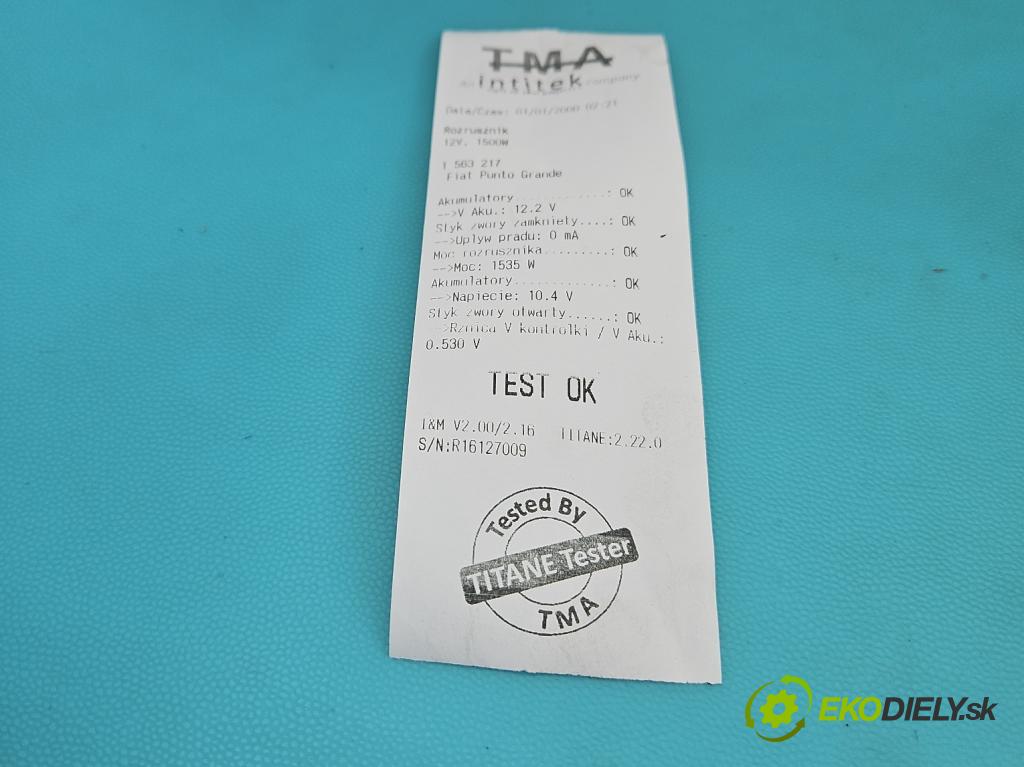 TMA
intitek
company
Data/Czas: 01/01/2000 02:21
Rozrusznik
12V. 1500W
T 563 217
Fiat Punto Grande
Akumulatory............: OK
-->V Aku.: 12.2 V
Styk zwory zamkniety....: OK
-->Uplyw pradu: 0 mA
Moc rozrusznika.........: OK
-->Moc: 1535 W
Akumulatory............: OK
-->Napiecie: 10.4 V
Styk zwory otwarty......: OK
-->Rznica V kontrolki / V Aku.:
0.530 V
TEST OK
I&M V2.00/2.16 TITANE:2.22.0
S/N:R16127009
Tested By
TITANE Tester
TMA
EKODIELY.sk